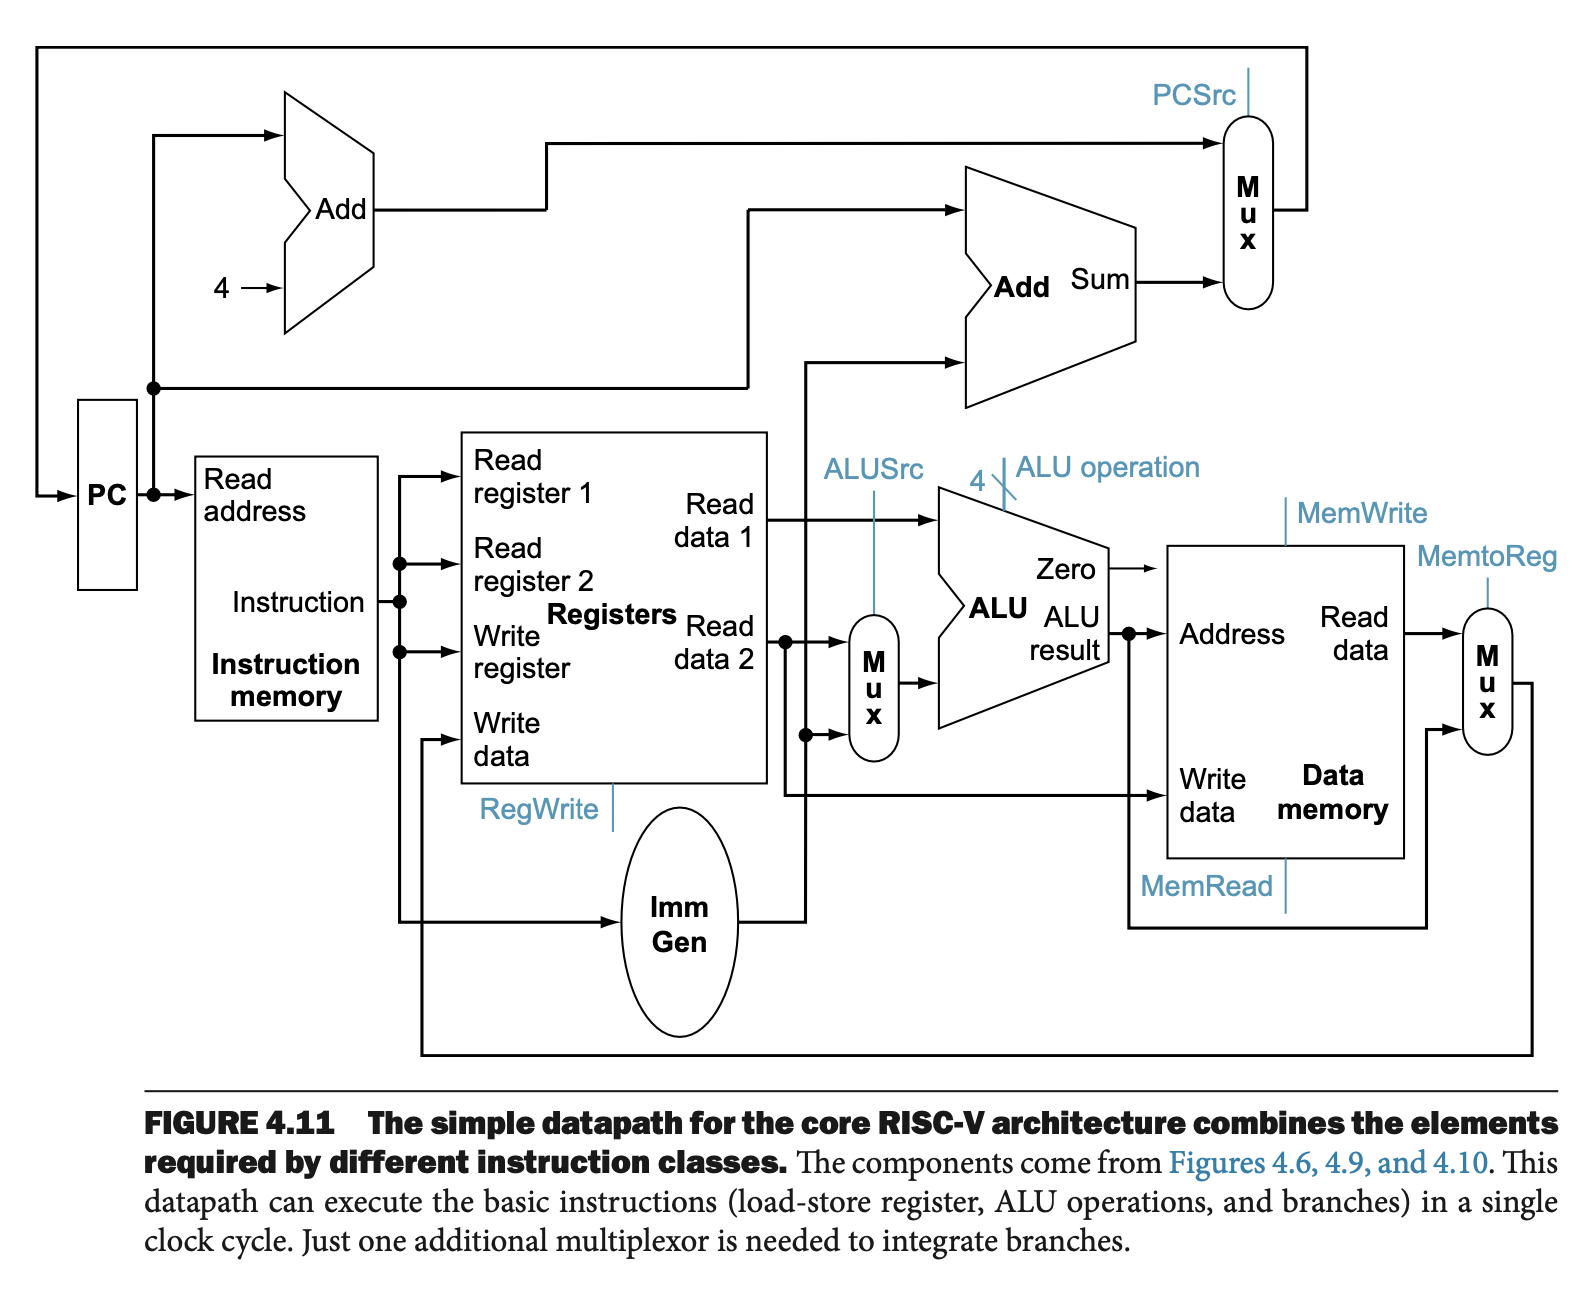 PCSrc
M
u
x
Add
4
Add Sum
PC
Read
address
Instruction
Instruction
memory
Read
register 1
Read
register 2
Registers
Write
register
Write
data
Read
data 1
Read
data 2
RegWrite
Imm
Gen
ALUSrc
M
u
x
4
ALU operation
Zero
ALU
ALU
result
MemWrite
Address
Read
data
Write
data
Data
memory
MemRead
MemtoReg
M
u
x
FIGURE 4.11 The simple datapath for the core RISC-V architecture combines the elements
required by different instruction classes. The components come from Figures 4.6, 4.9, and 4.10. This
datapath can execute the basic instructions (load-store register, ALU operations, and branches) in a single
clock cycle. Just one additional multiplexor is needed to integrate branches.